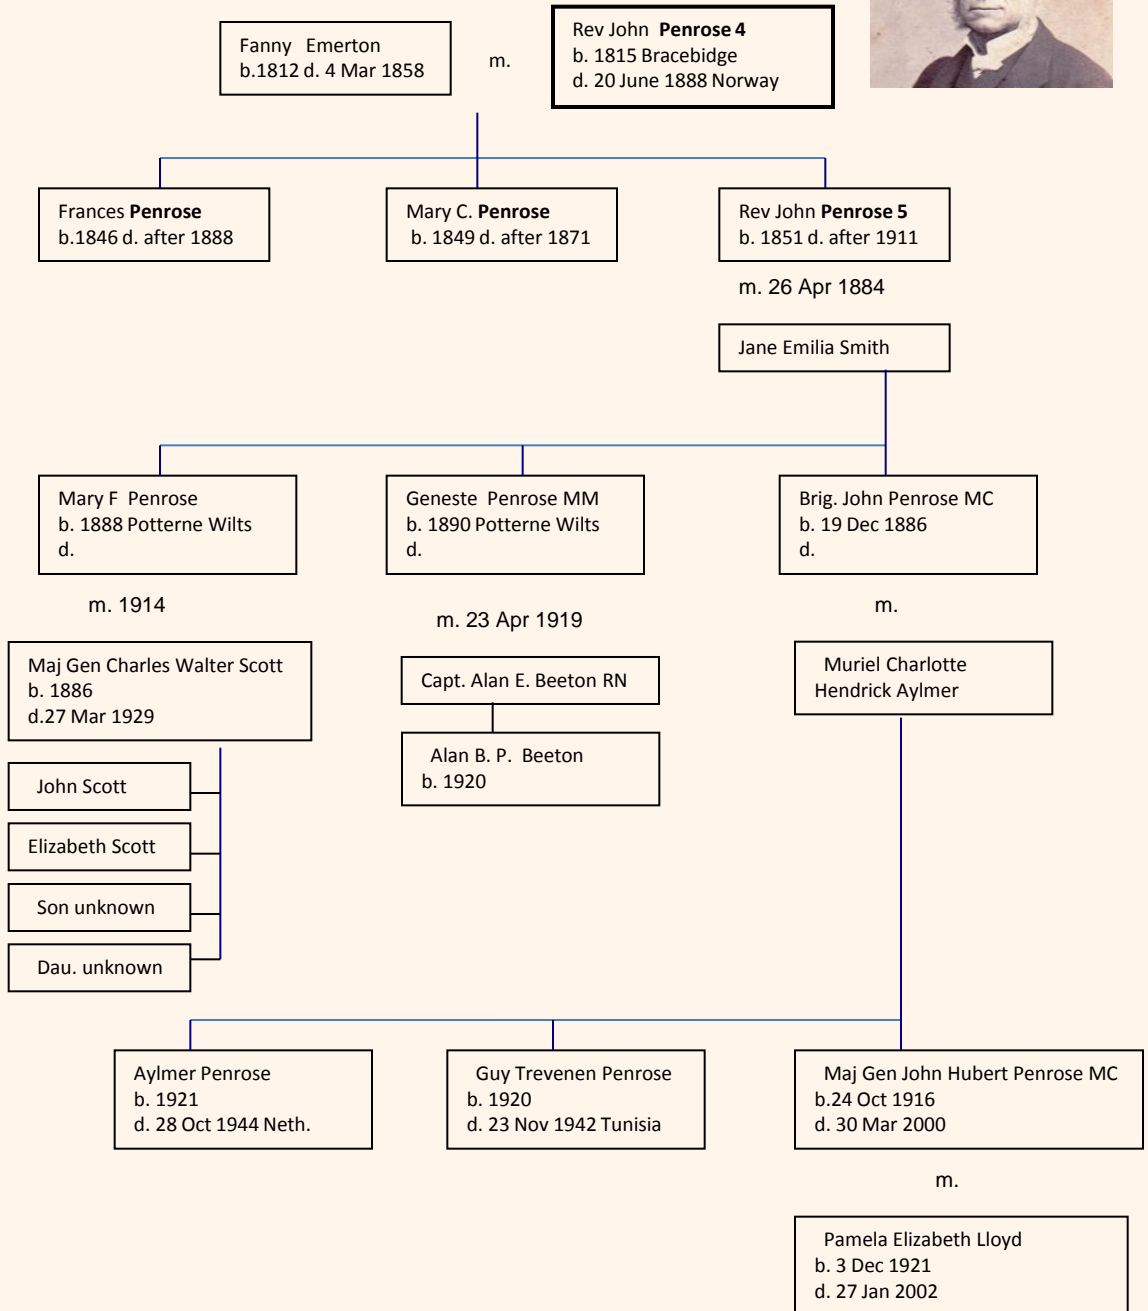 Fanny Emerton
b.1812 d. 4 Mar 1858
m.
Rev John Penrose 4
b. 1815 Bracebidge
d. 20 June 1888 Norway
Frances Penrose
b.1846 d. after 1888
Mary C. Penrose
b. 1849 d. after 1871
Rev John Penrose 5
b. 1851 d. after 1911
m. 26 Apr 1884
Jane Emilia Smith
Mary F Penrose
b. 1888 Potterne Wilts
d.
Geneste Penrose MM
b. 1890 Potterne Wilts
d.
Brig. John Penrose MC
b. 19 Dec 1886
d.
m. 1914
m. 23 Apr 1919
m.
Maj Gen Charles Walter Scott
b. 1886
d.27 Mar 1929
Capt. Alan E. Beeton RN
Muriel Charlotte
Hendrick Aylmer
Alan B. P. Beeton
b. 1920
John Scott
Elizabeth Scott
Son unknown
Dau. unknown
Aylmer Penrose
b. 1921
d. 28 Oct 1944 Neth.
Guy Trevenen Penrose
b. 1920
d. 23 Nov 1942 Tunisia
Maj Gen John Hubert Penrose MC
b.24 Oct 1916
d. 30 Mar 2000
m.
Pamela Elizabeth Lloyd
b. 3 Dec 1921
d. 27 Jan 2002